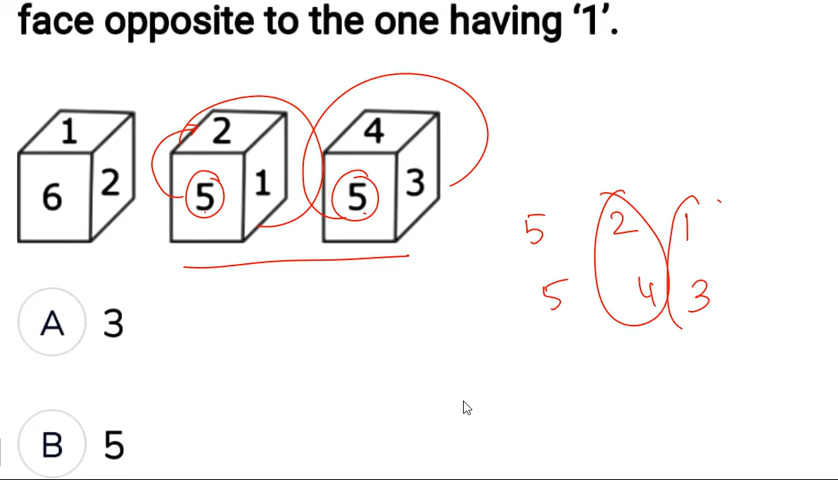 face opposite to the one having ‘1’.
1 2 4
6 2 5 1 5 3
5 2 1
5 4 3
A 3
B 5